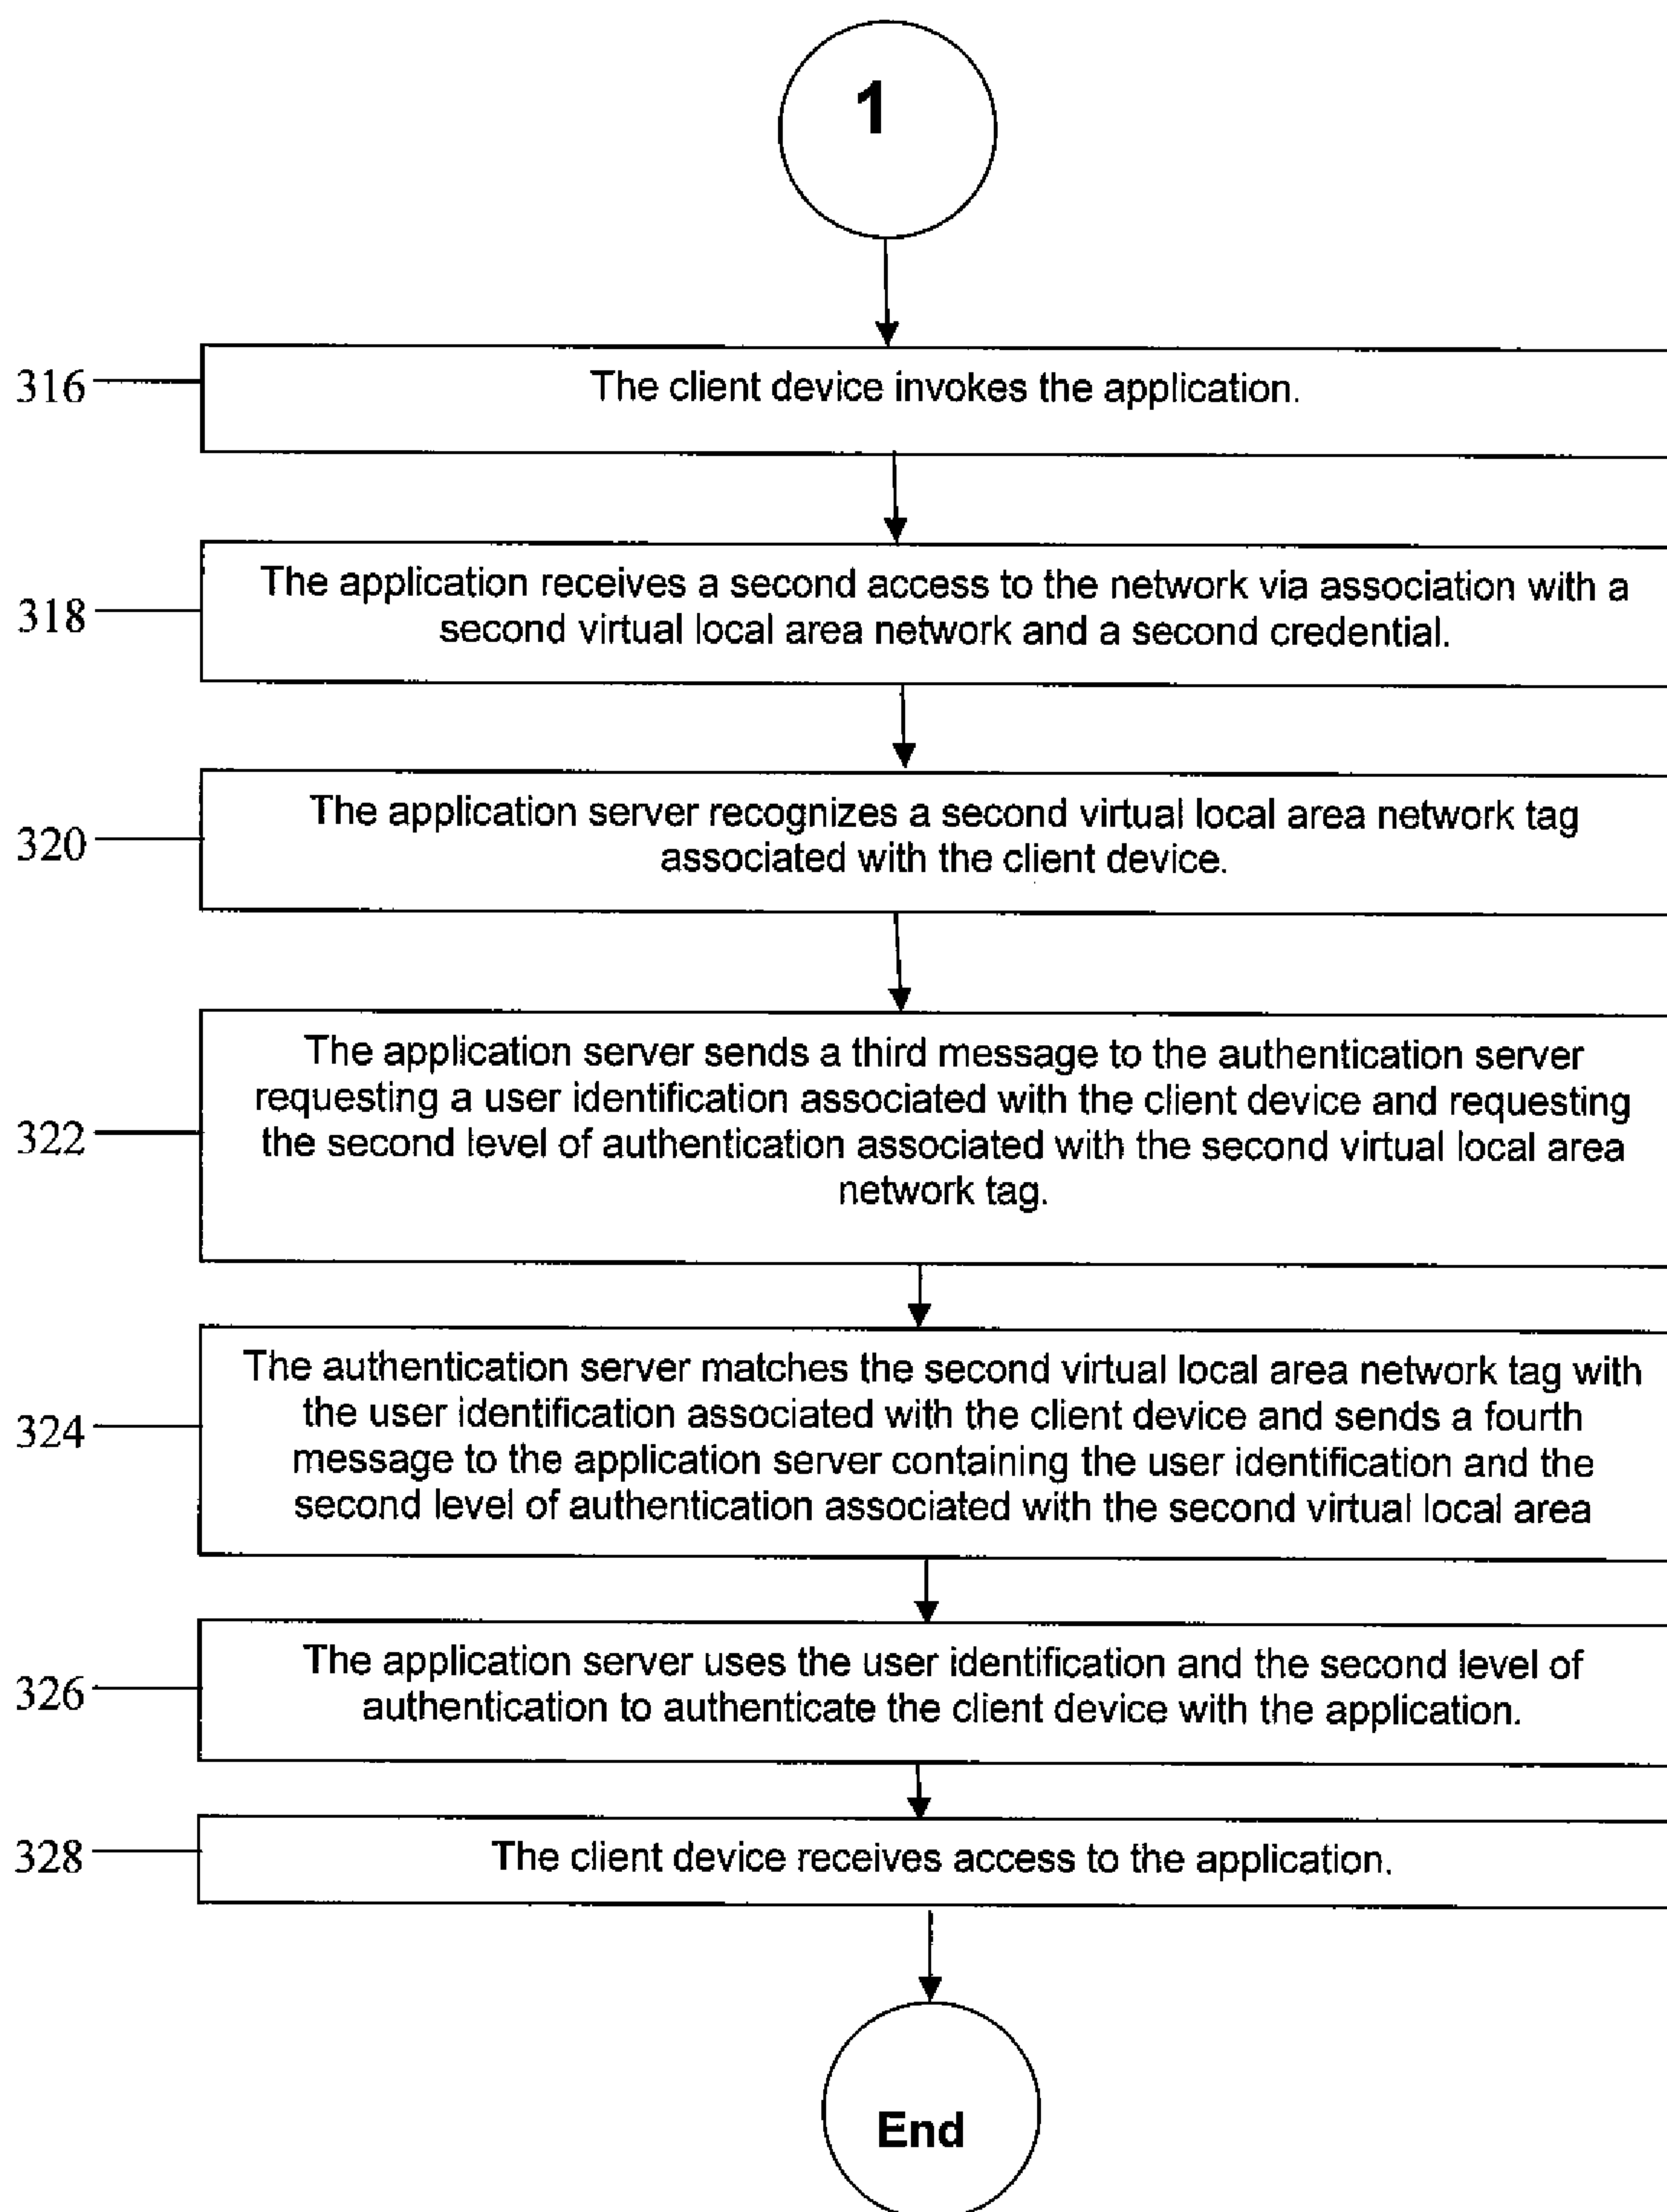 1
316
The client device invokes the application.
318
The application receives a second access to the network via association with a
second virtual local area network and a second credential.
320
The application server recognizes a second virtual local area network tag
associated with the client device.
322
The application server sends a third message to the authentication server
requesting a user identification associated with the client device and requesting
the second level of authentication associated with the second virtual local area
network tag.
324
The authentication server matches the second virtual local area network tag with
the user identification associated with the client device and sends a fourth
message to the application server containing the user identification and the
second level of authentication associated with the second virtual local area
326
The application server uses the user identification and the second level of
authentication to authenticate the client device with the application.
328
The client device receives access to the application.
End